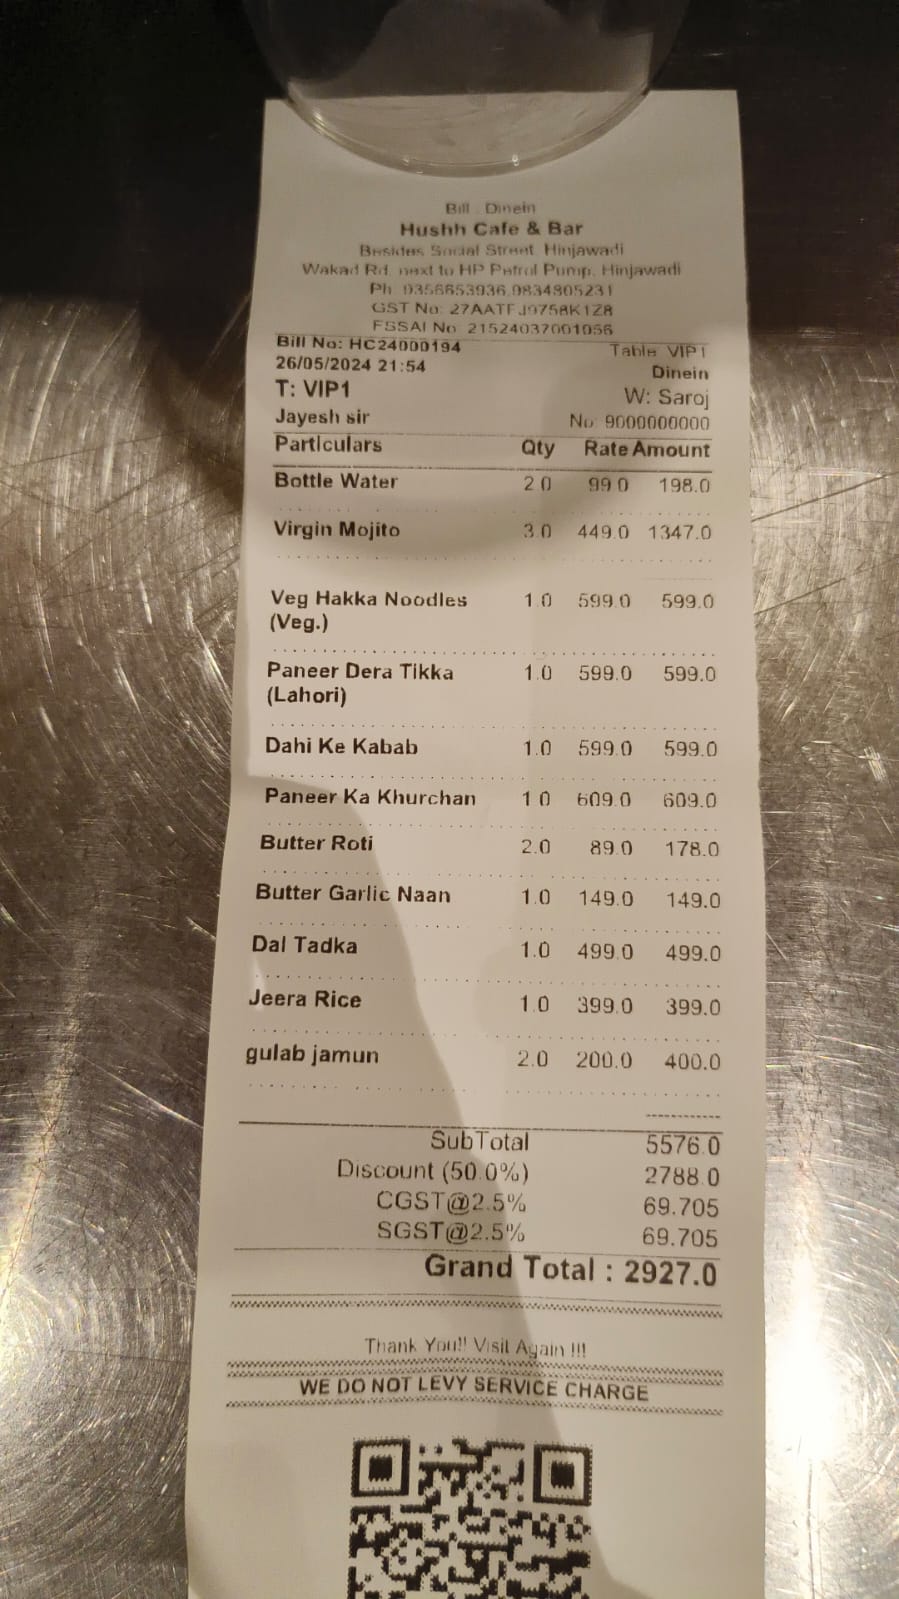 Bill : Dinein
Hushh Cafe & Bar
Besides Social Street, Hinjawadi
Wakad Rd, next to HP Petrol Pump, Hinjawadi
Ph: 9356653936,9834805231
GST No: 27AATFJ9758K1Z8
FSSAI No: 21524037001056
Bill No: HC24000194 Table: VIP1
26/05/2024 21:54 Dinein
T: VIP1 W: Saroj
Jayesh sir No: 9000000000
Particulars Qty Rate Amount
Bottle Water 2.0 99.0 198.0
Virgin Mojito 3.0 449.0 1347.0
Veg Hakka Noodles 1.0 599.0 599.0
(Veg.)
Paneer Dera Tikka 1.0 599.0 599.0
(Lahori)
Dahi Ke Kabab 1.0 599.0 599.0
Paneer Ka Khurchan 1.0 609.0 609.0
Butter Roti 2.0 89.0 178.0
Butter Garlic Naan 1.0 149.0 149.0
Dal Tadka 1.0 499.0 499.0
Jeera Rice 1.0 399.0 399.0
gulab jamun 2.0 200.0 400.0
SubTotal 5576.0
Discount (50.0%) 2788.0
CGST@2.5% 69.705
SGST@2.5% 69.705
Grand Total : 2927.0
Thank You!! Visit Again !!!
WE DO NOT LEVY SERVICE CHARGE